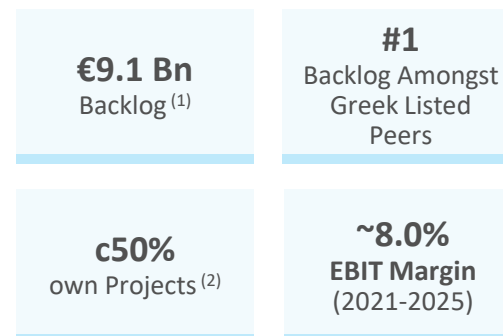 €9.1 Bn
Backlog (1)
#1
Backlog Amongst
Greek Listed
Peers
c50%
own Projects (2)
~8.0%
EBIT Margin
(2021-2025)